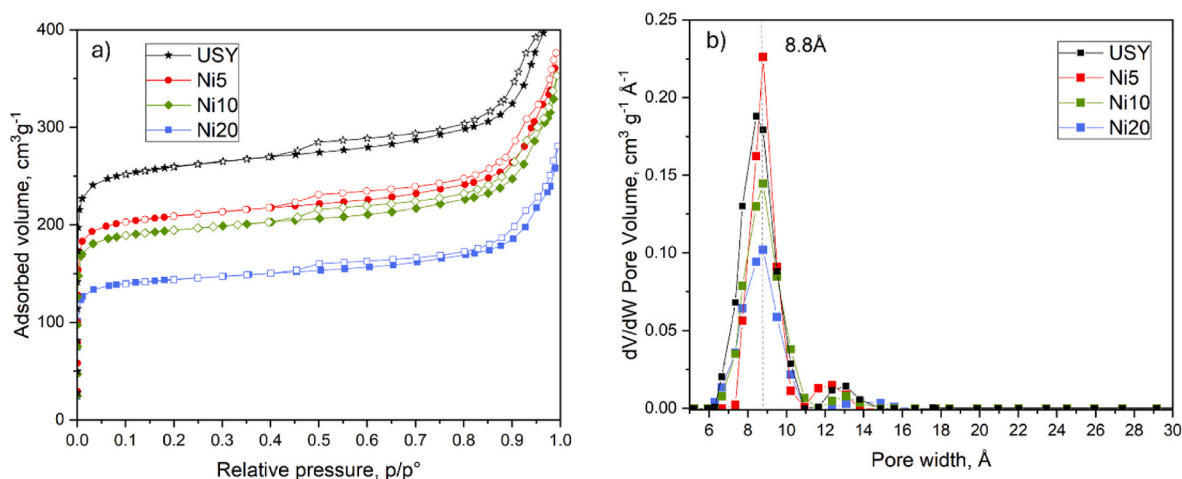 a)
USY
Ni5
Ni10
Ni20
Adsorbed volume, cm³g⁻¹
400
300
200
100
0
0.0 0.1 0.2 0.3 0.4 0.5 0.6 0.7 0.8 0.9 1.0
Relative pressure, p/p°
b)
8.8Å
USY
Ni5
Ni10
Ni20
dV/dW Pore Volume, cm³ g⁻¹ Å⁻¹
0.25
0.20
0.15
0.10
0.05
0.00
6 8 10 12 14 16 18 20 22 24 26 28 30
Pore width, Å